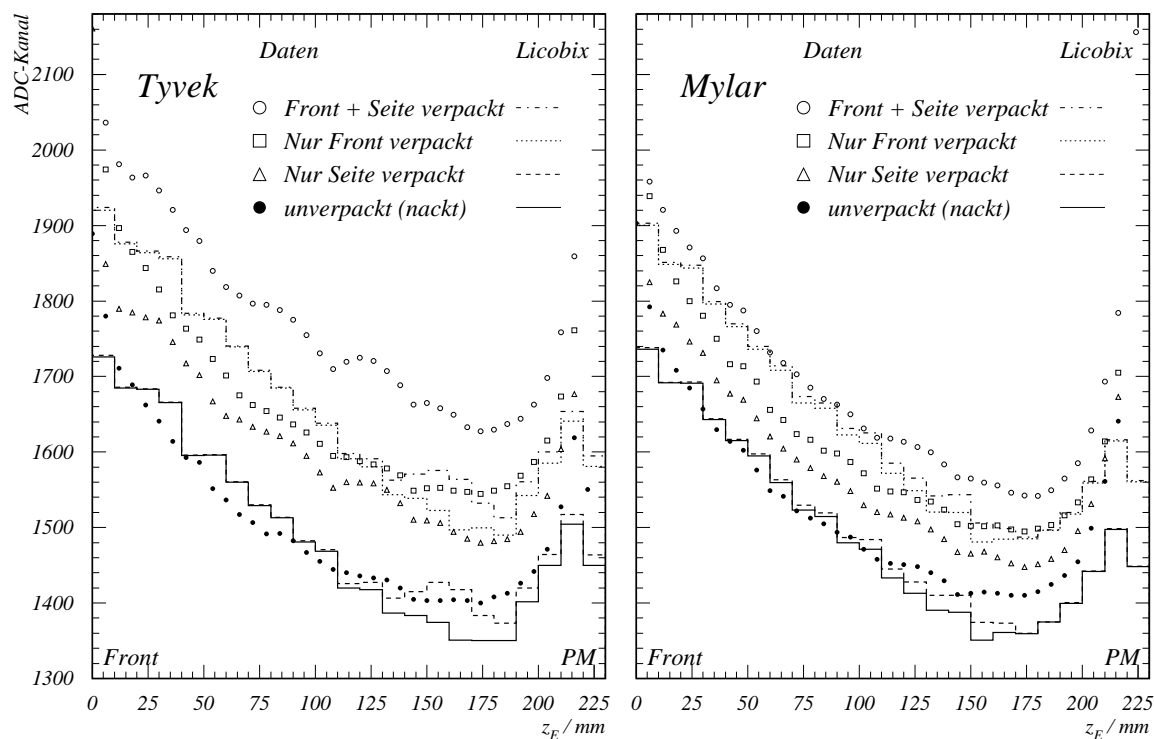 ADC-Kanal
2100
2000
1900
1800
1700
1600
1500
1400
1300
Daten Licobix
Tyvek
Front + Seite verpackt
Nur Front verpackt
Nur Seite verpackt
unverpackt (nackt)
Front PM
0 25 50 75 100 125 150 175 200 225
z_E / mm
Daten Licobix
Mylar
Front + Seite verpackt
Nur Front verpackt
Nur Seite verpackt
unverpackt (nackt)
Front PM
0 25 50 75 100 125 150 175 200 225
z_E / mm